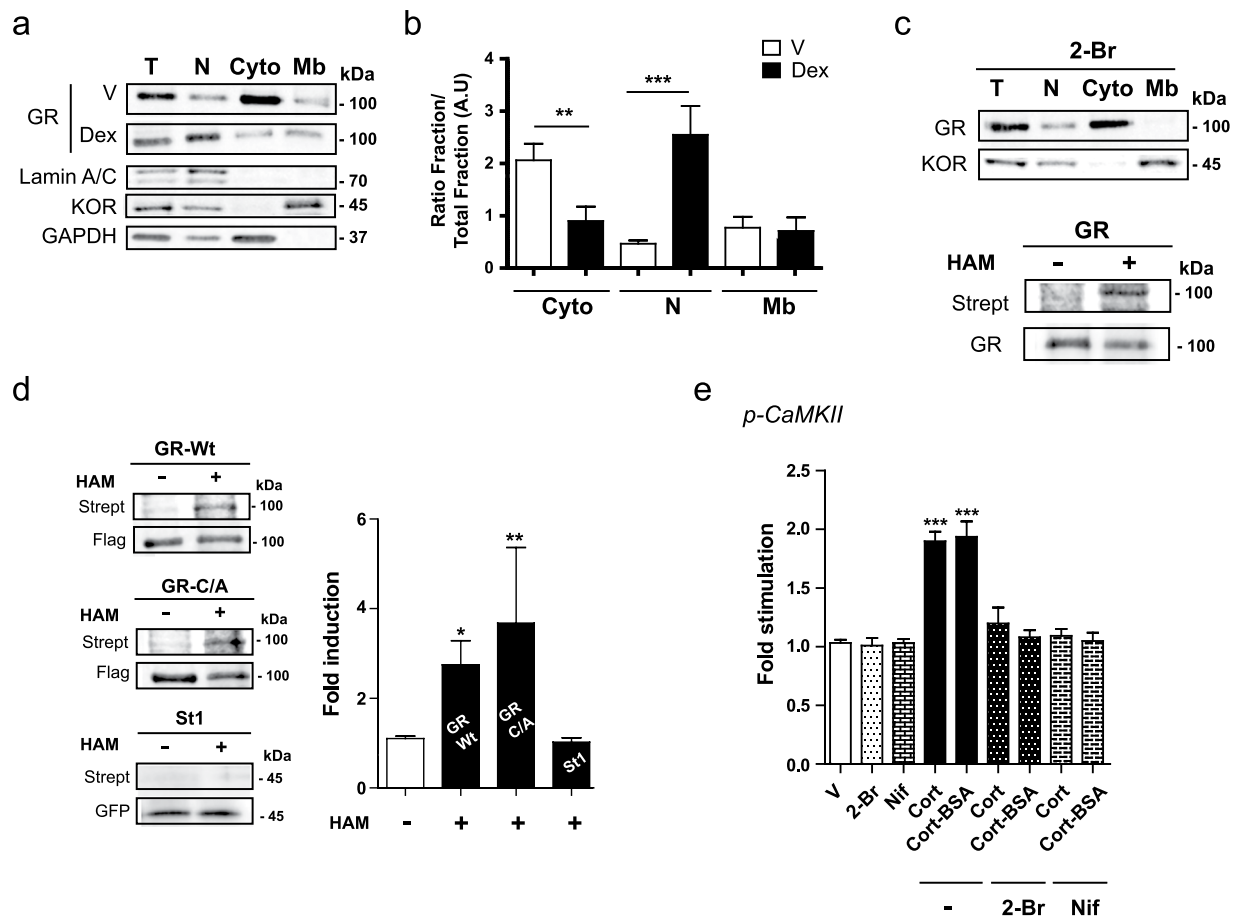 a
T N Cyto Mb kDa
GR V - 100
Dex - 100
Lamin A/C - 70
KOR - 45
GAPDH - 37
b
V
Dex
Ratio Fraction/
Total Fraction (A.U)
4
3
2
1
0
** ***
Cyto N Mb
c
2-Br
T N Cyto Mb kDa
GR - 100
KOR - 45
GR
HAM - + kDa
Strept - 100
GR - 100
d
GR-Wt
HAM - + kDa
Strept - 100
Flag - 100
GR-C/A
HAM - + kDa
Strept - 100
Flag - 100
St1
HAM - + kDa
Strept - 45
GFP - 45
Fold induction
6
4
2
0
* **
GR Wt
GR C/A
St1
HAM - + + +
e
p-CaMKII
Fold stimulation
2.5
2.0
1.5
1.0
0.5
0.0
*** ***
V 2-Br Nif Cort Cort-BSA Cort Cort-BSA Cort Cort-BSA
- 2-Br Nif